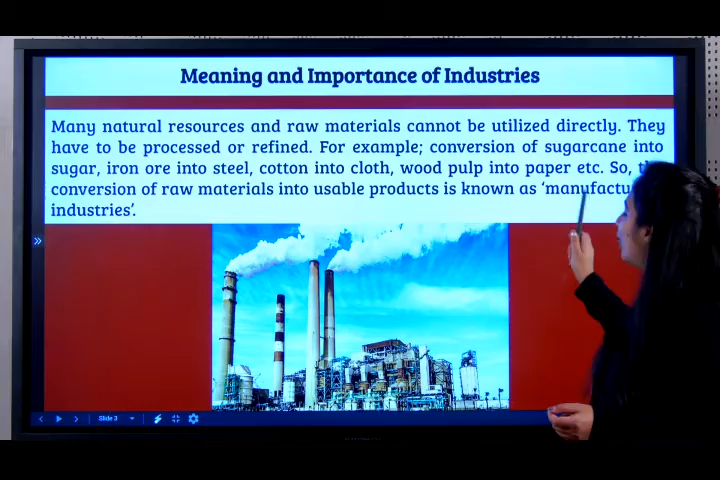 Meaning and Importance of Industries
Many natural resources and raw materials cannot be utilized directly. They
have to be processed or refined. For example; conversion of sugarcane into
sugar, iron ore into steel, cotton into cloth, wood pulp into paper etc. So,
conversion of raw materials into usable products is known as
industries’.
Slide 3